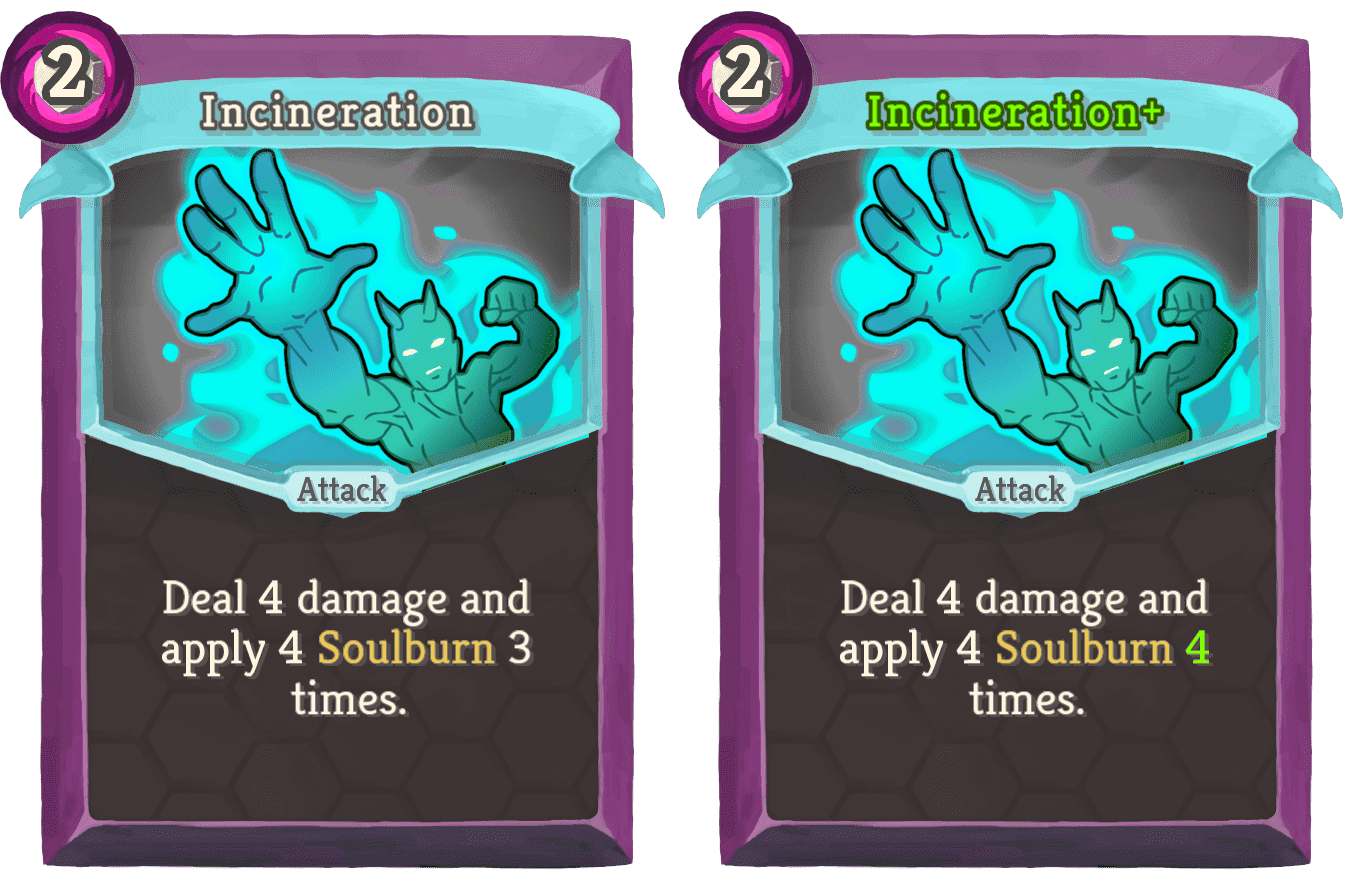 2
Incineration
Attack
Deal 4 damage and
apply 4 Soulburn 3
times.
2
Incineration+
Attack
Deal 4 damage and
apply 4 Soulburn 4
times.